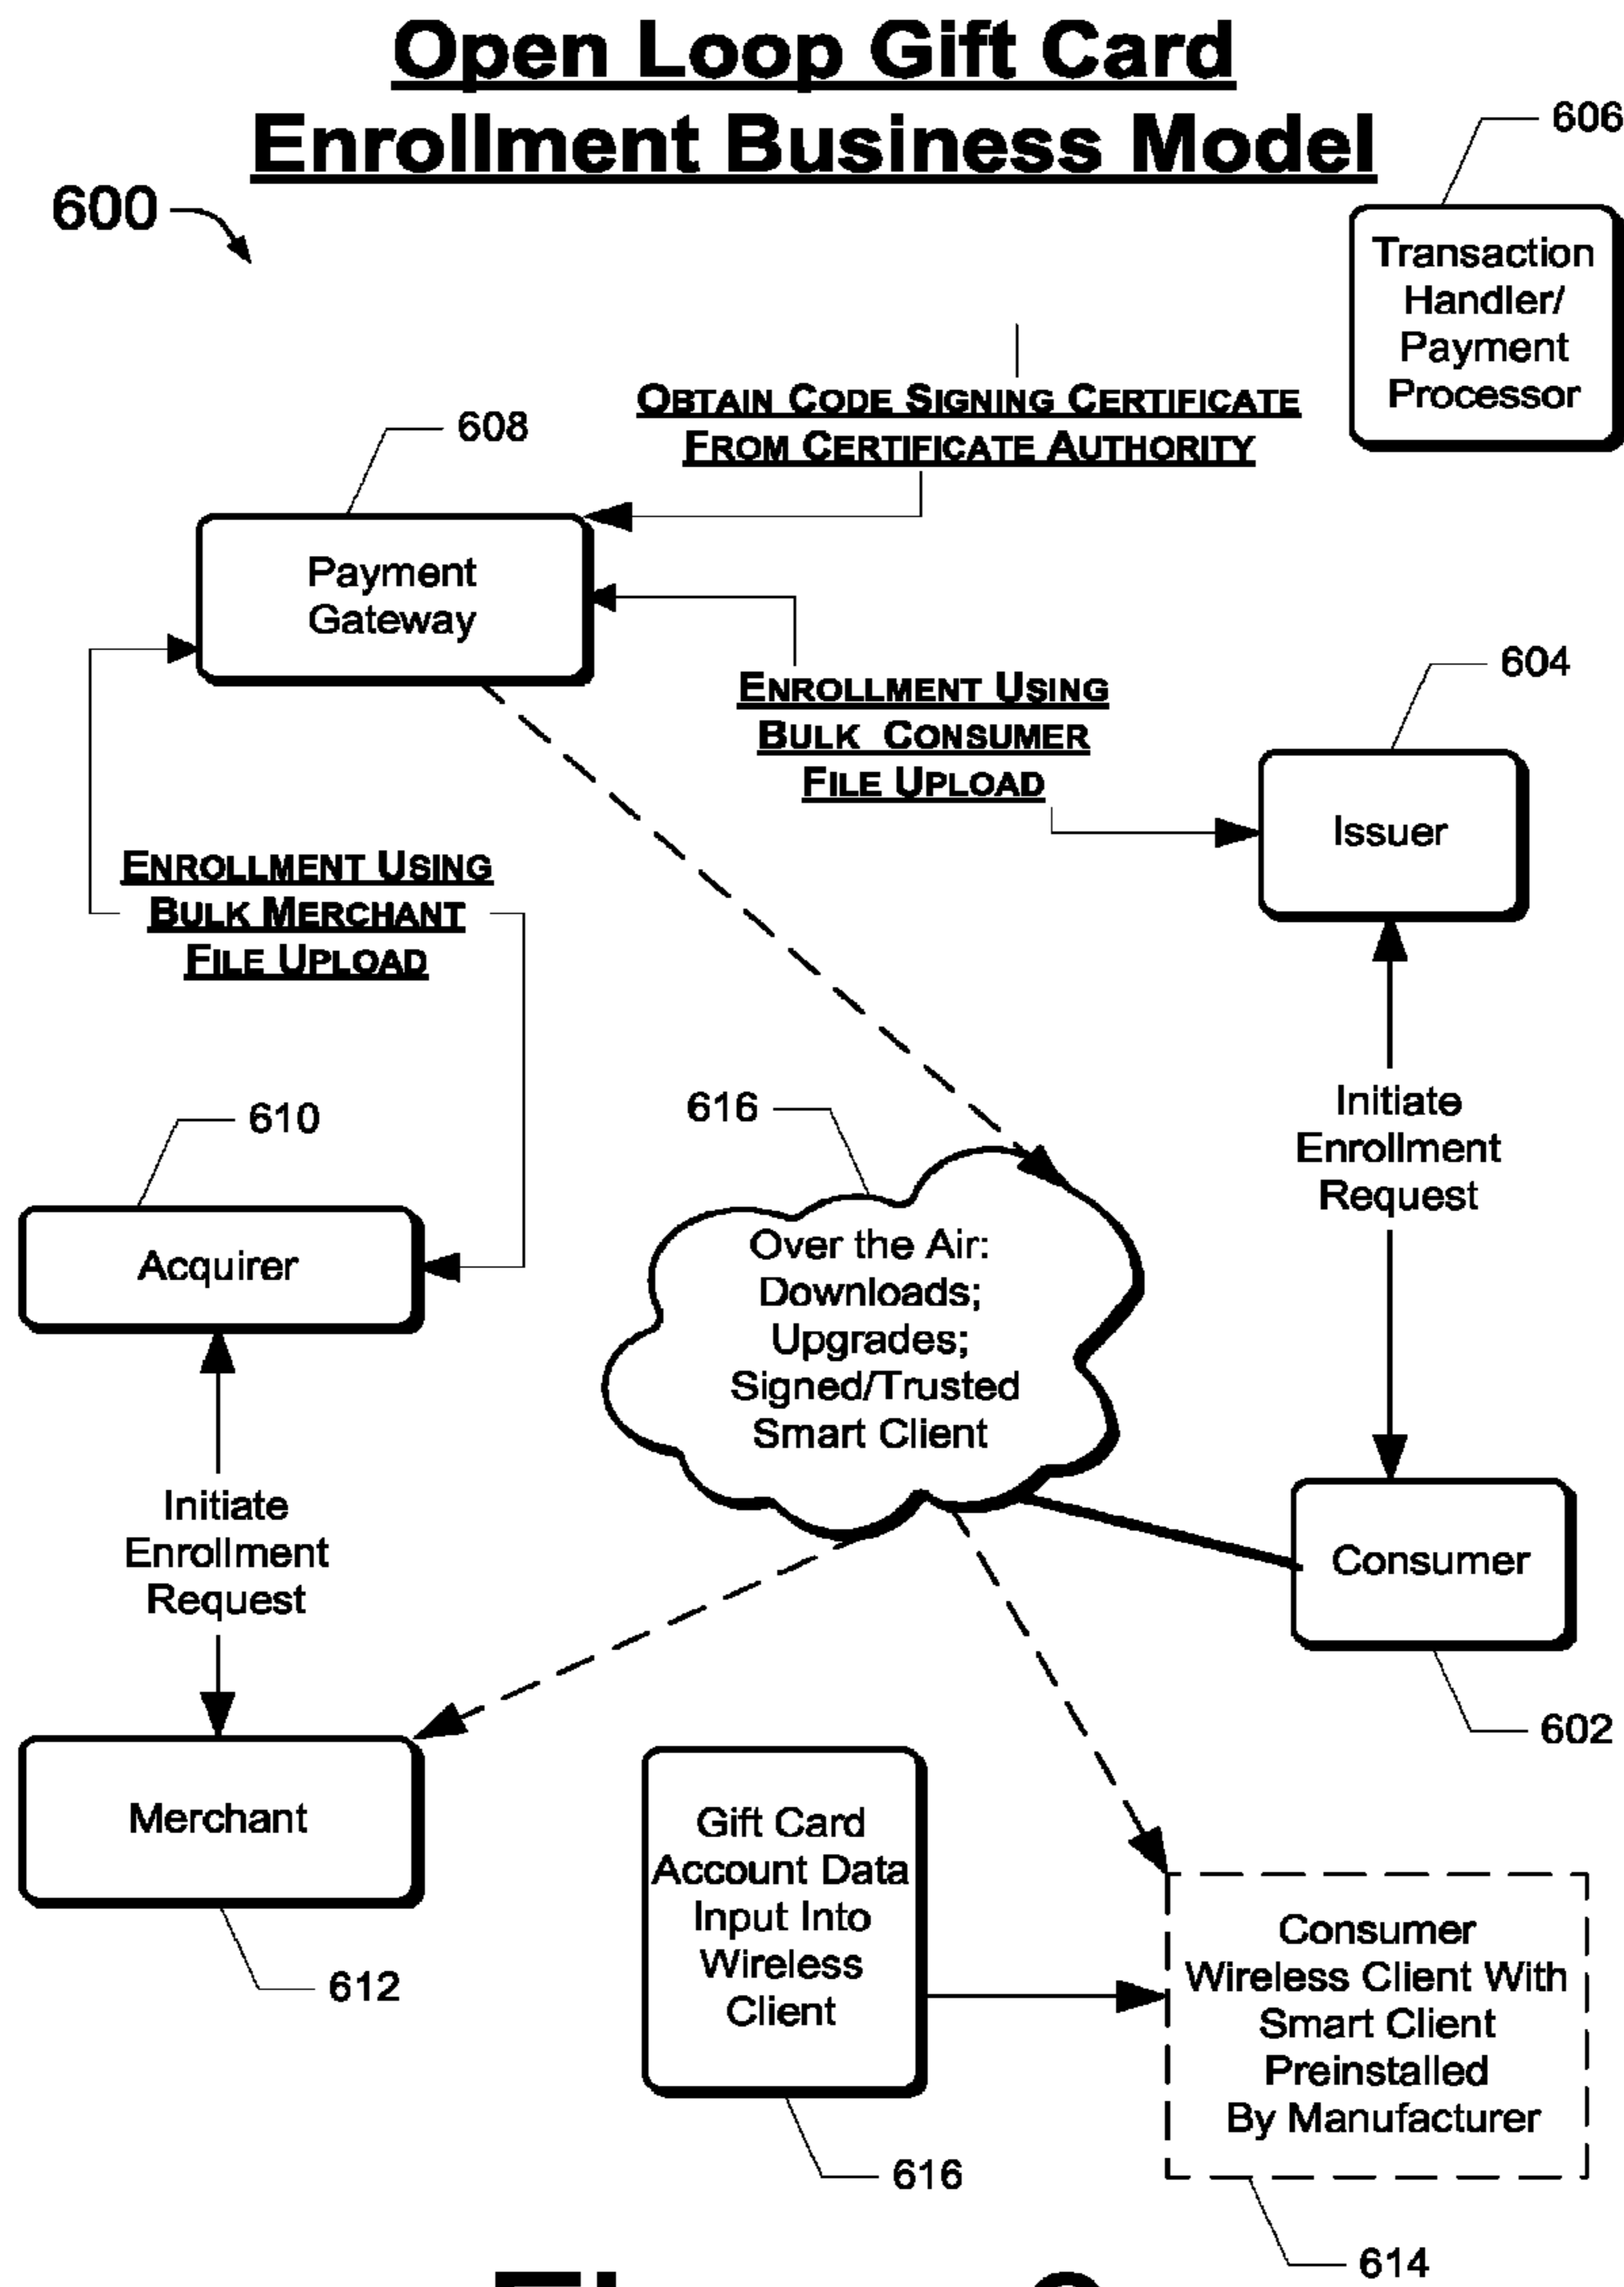 Open Loop Gift Card
Enrollment Business Model
600
606
Transaction
Handler/
Payment
Processor
OBTAIN CODE SIGNING CERTIFICATE
FROM CERTIFICATE AUTHORITY
608
Payment
Gateway
ENROLLMENT USING
BULK CONSUMER
FILE UPLOAD
604
Issuer
ENROLLMENT USING
BULK MERCHANT
FILE UPLOAD
610
Acquirer
616
Over the Air:
Downloads;
Upgrades;
Signed/Trusted
Smart Client
Initiate
Enrollment
Request
Initiate
Enrollment
Request
Consumer
602
Merchant
612
Gift Card
Account Data
Input Into
Wireless
Client
616
Consumer
Wireless Client With
Smart Client
Preinstalled
By Manufacturer
614